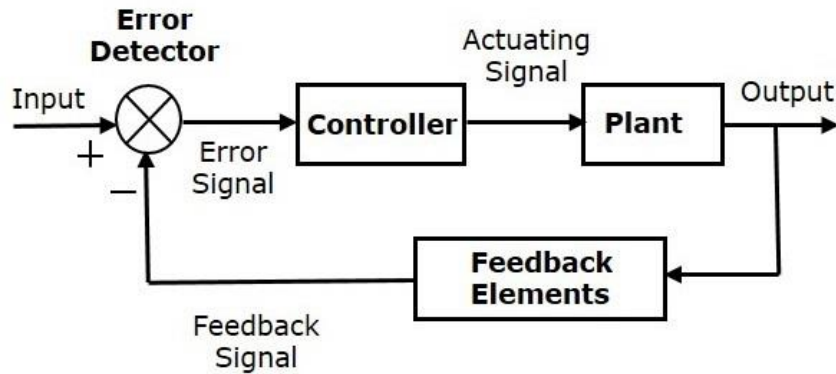 Error
Detector
Input
+
−
Error
Signal
Controller
Actuating
Signal
Plant
Output
Feedback
Elements
Feedback
Signal